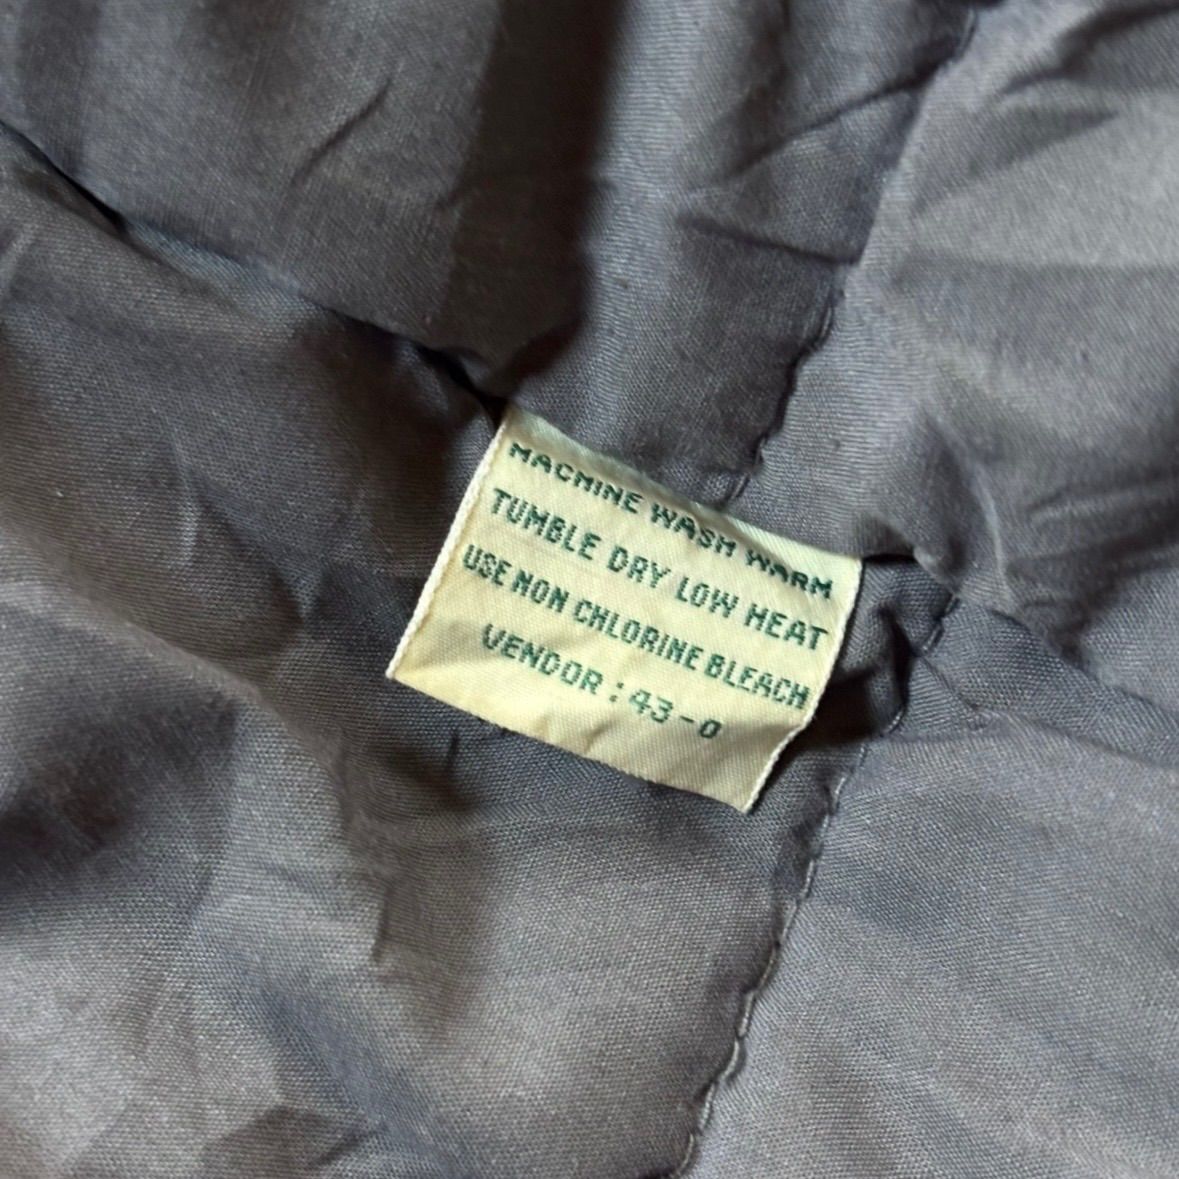 MACHINE WASH WARM
TUMBLE DRY LOW HEAT
USE NON CHLORINE BLEACH
VENDOR : 43-0